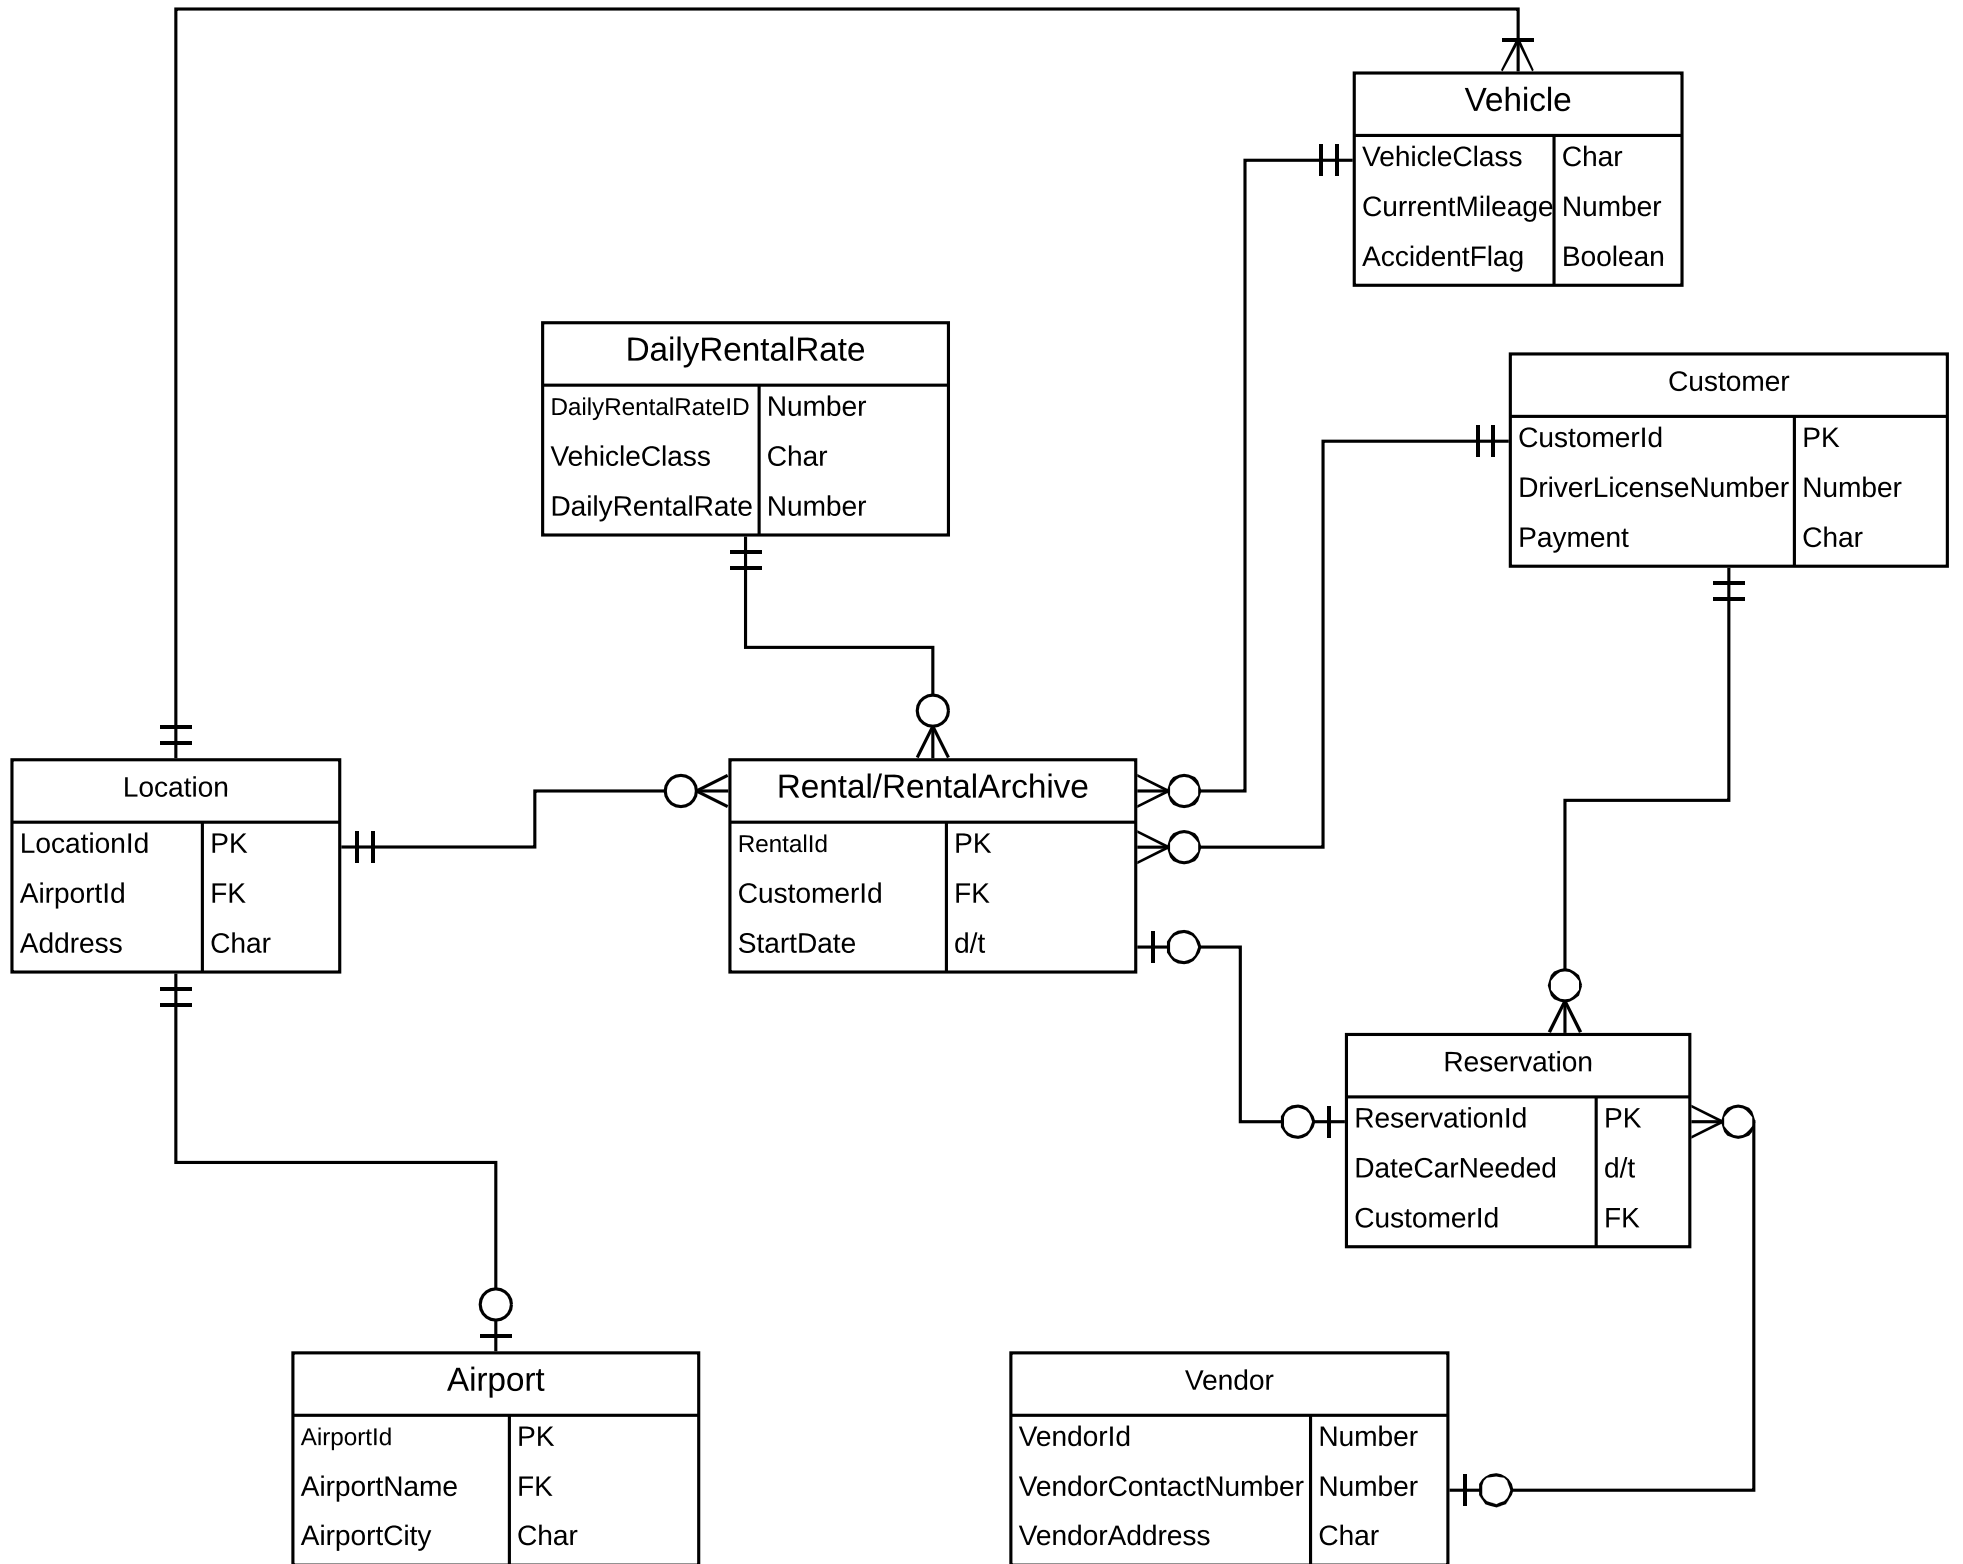 Vehicle
VehicleClass Char
CurrentMileage Number
AccidentFlag Boolean
DailyRentalRate
DailyRentalRateID Number
VehicleClass Char
DailyRentalRate Number
Customer
CustomerId PK
DriverLicenseNumber Number
Payment Char
Location
LocationId PK
AirportId FK
Address Char
Rental/RentalArchive
RentalId PK
CustomerId FK
StartDate d/t
Reservation
ReservationId PK
DateCarNeeded d/t
CustomerId FK
Airport
AirportId PK
AirportName FK
AirportCity Char
Vendor
VendorId Number
VendorContactNumber Number
VendorAddress Char